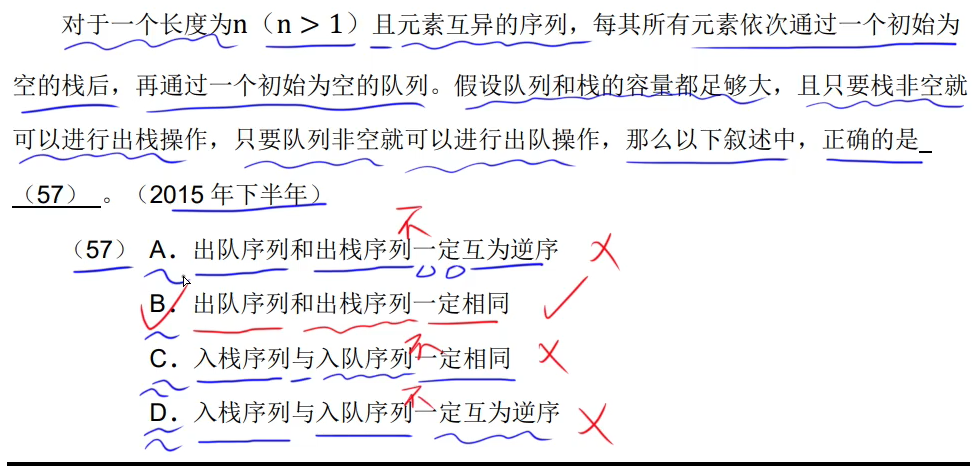 对于一个长度为n（n > 1）且元素互异的序列，每其所有元素依次通过一个初始为
空的栈后，再通过一个初始为空的队列。假设队列和栈的容量都足够大，且只要栈非空就
可以进行出栈操作，只要队列非空就可以进行出队操作，那么以下叙述中，正确的是_
（57）。（2015 年下半年）
不
（57） A．出队序列和出栈序列一定互为逆序
B．出队序列和出栈序列一定相同
不
C．入栈序列与入队序列一定相同
不
D．入栈序列与入队序列一定互为逆序